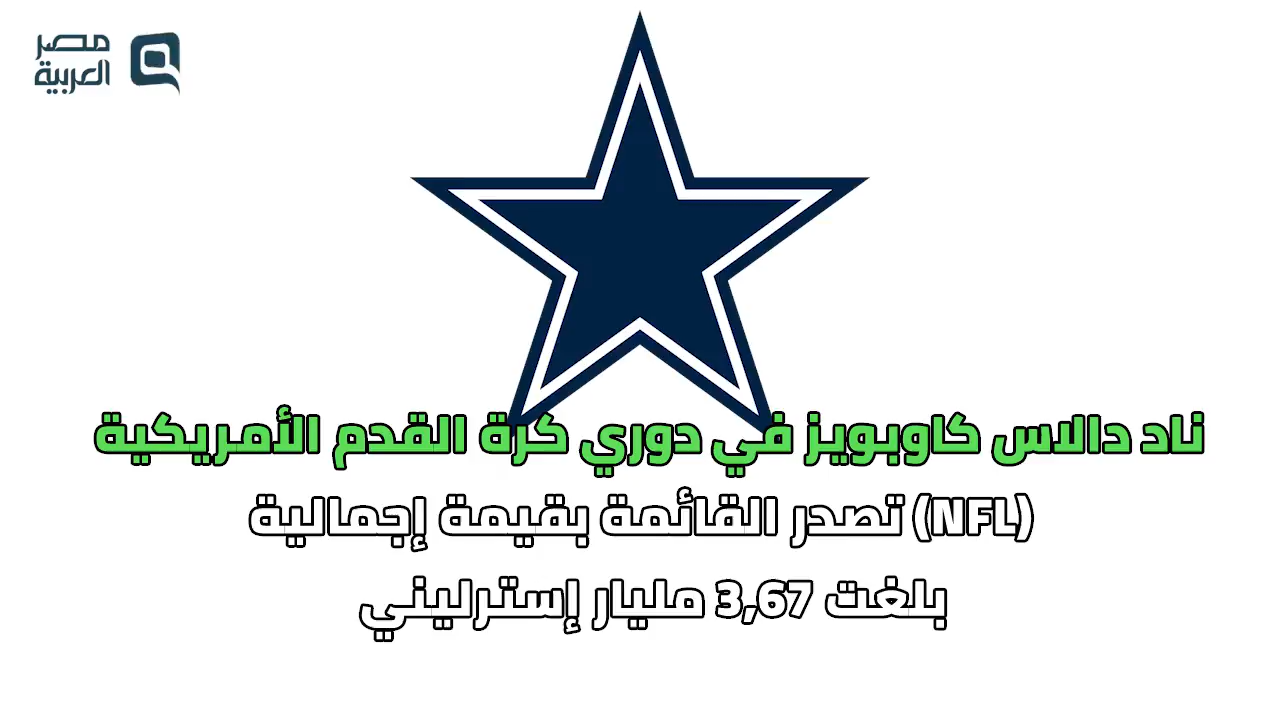 مصر
العربية
ناد دالاس كاوبويز في دوري كرة القدم الأمريكية
(NFL) تصدر القائمة بقيمة إجمالية
بلغت 3,67 مليار إسترليني